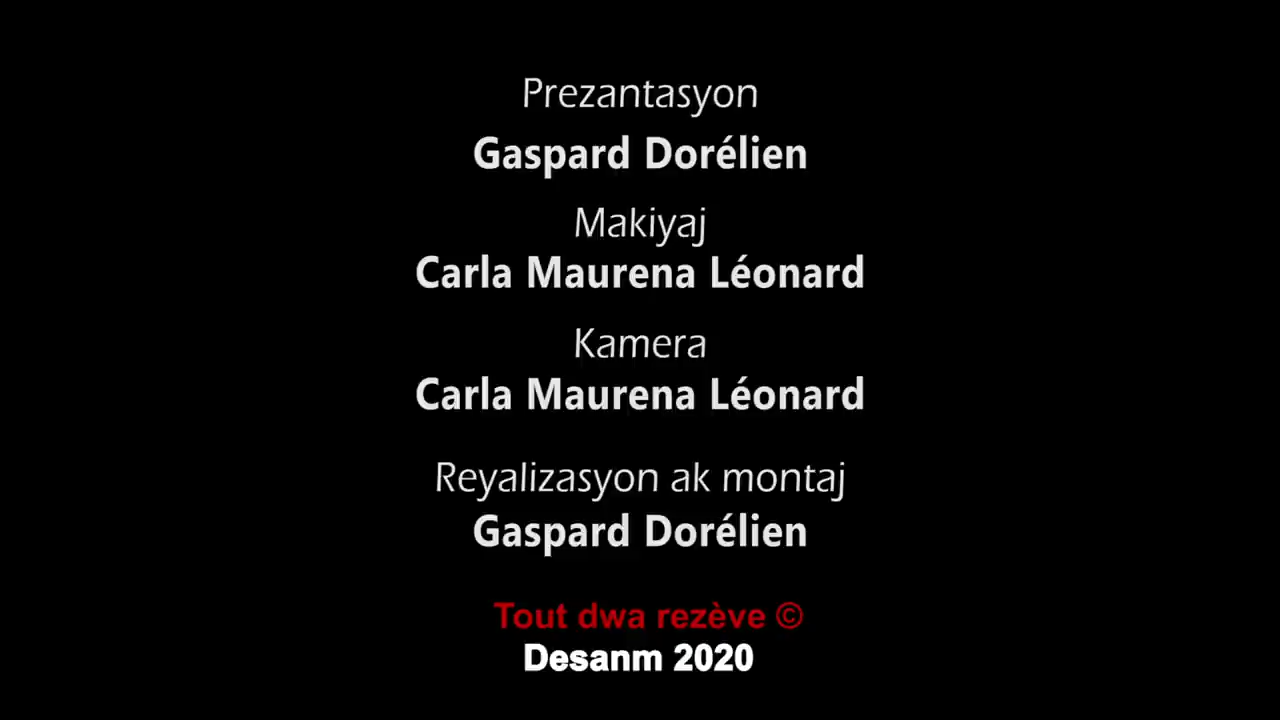 Prezantasyon
Gaspard Dorélien
Makiyaj
Carla Maurena Léonard
Kamera
Carla Maurena Léonard
Reyalizasyon ak montaj
Gaspard Dorélien
Tout dwa rezève ©
Desanm 2020